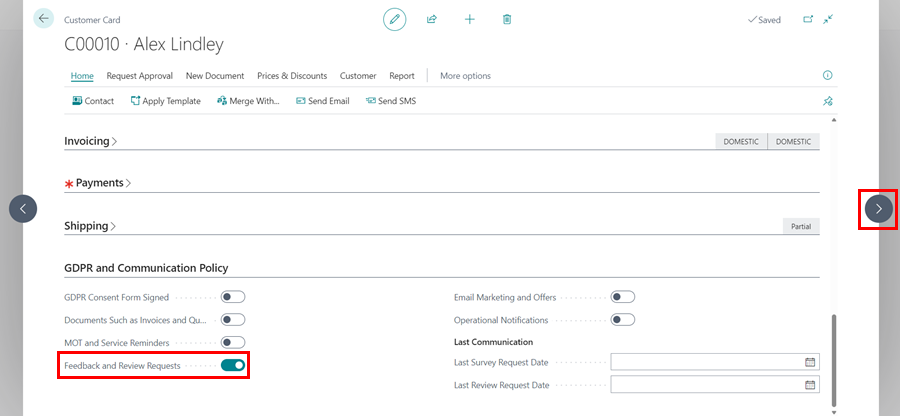 Customer Card
Saved
C00010 · Alex Lindley
Home Request Approval New Document Prices & Discounts Customer Report More options
Contact Apply Template Merge With... Send Email Send SMS
Invoicing DOMESTIC DOMESTIC
* Payments
Shipping Partial
GDPR and Communication Policy
GDPR Consent Form Signed
Documents Such as Invoices and Qu...
MOT and Service Reminders
Feedback and Review Requests
Email Marketing and Offers
Operational Notifications
Last Communication
Last Survey Request Date
Last Review Request Date